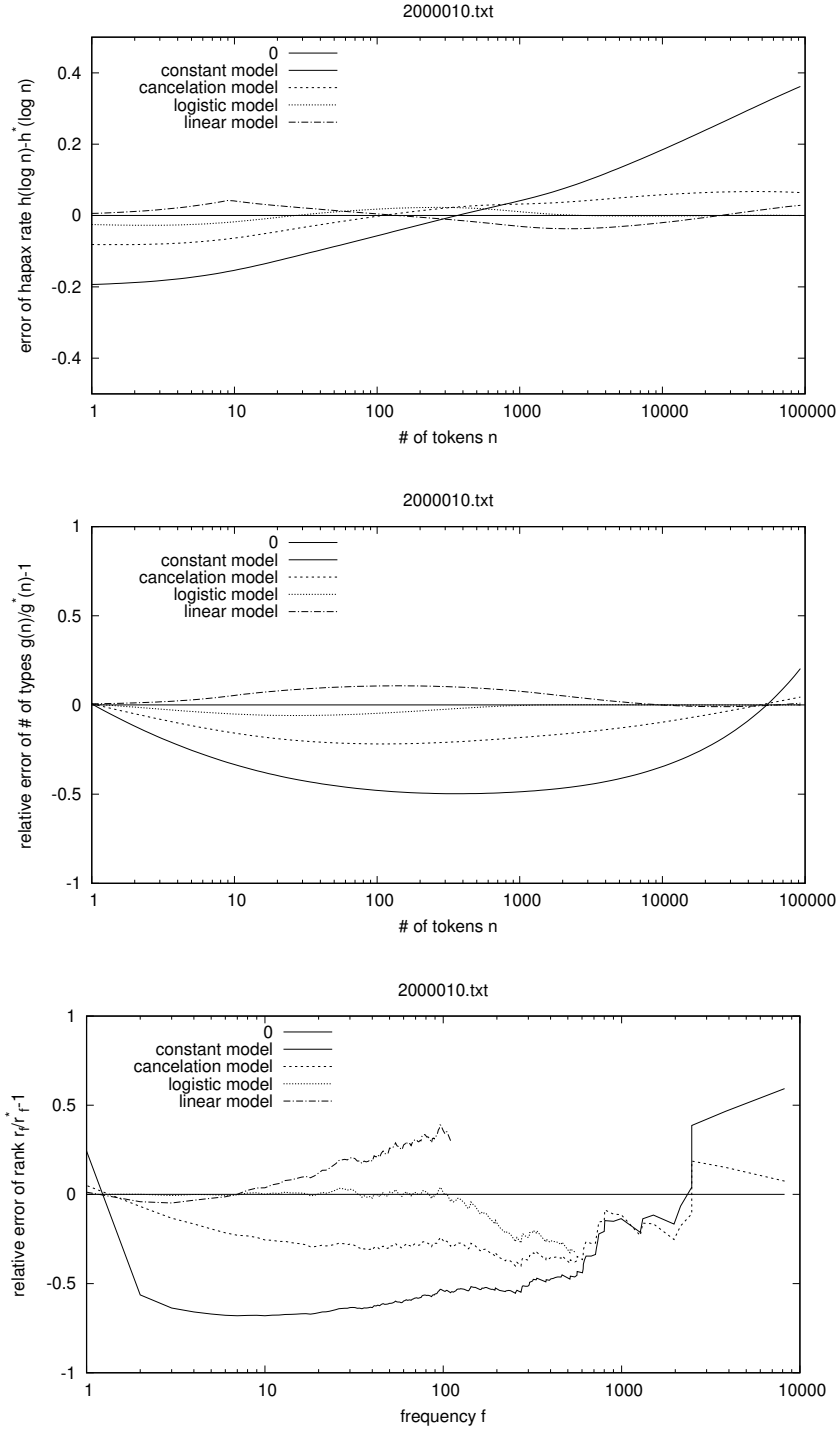 2000010.txt
0
constant model
cancelation model
logistic model
linear model
error of hapax rate h(log n)-h*(log n)
0.4
0.2
0
-0.2
-0.4
1 10 100 1000 10000 100000
# of tokens n
2000010.txt
0
constant model
cancelation model
logistic model
linear model
relative error of # of types g(n)/g*(n)-1
1
0.5
0
-0.5
-1
1 10 100 1000 10000 100000
# of tokens n
2000010.txt
0
constant model
cancelation model
logistic model
linear model
relative error of rank r_f/r*_f-1
1
0.5
0
-0.5
-1
1 10 100 1000 10000
frequency f